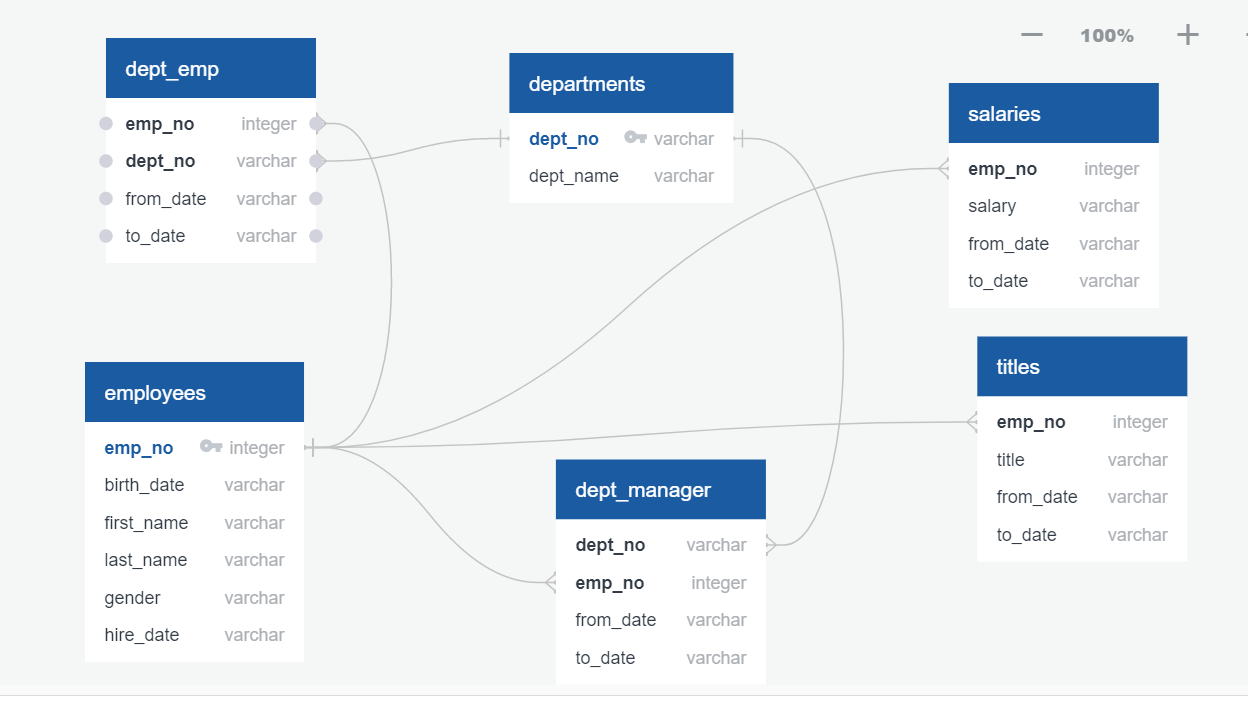 100%
dept_emp
emp_no integer
dept_no varchar
from_date varchar
to_date varchar
departments
dept_no varchar
dept_name varchar
salaries
emp_no integer
salary varchar
from_date varchar
to_date varchar
employees
emp_no integer
birth_date varchar
first_name varchar
last_name varchar
gender varchar
hire_date varchar
dept_manager
dept_no varchar
emp_no integer
from_date varchar
to_date varchar
titles
emp_no integer
title varchar
from_date varchar
to_date varchar